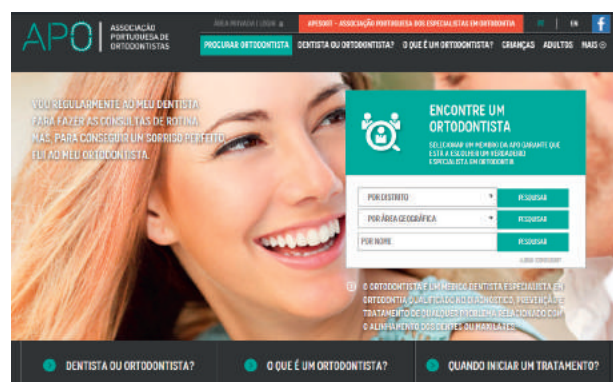 APO
ASSOCIAÇÃO
PORTUGUESA DE
ORTODONTISTAS
ÁREA PRIVADA | LOGIN
APESORT - ASSOCIAÇÃO PORTUGUESA DOS ESPECIALISTAS EM ORTODONTIA
| EN
f
PROCURAR ORTODONTISTA DENTISTA OU ORTODONTISTA? O QUE É UM ORTODONTISTA? CRIANÇAS ADULTOS MAIS
VOU REGULARMENTE AO MEU DENTISTA
PARA FAZER AS CONSULTAS DE ROTINA
MAS, PARA CONSEGUIR UM SORRISO PERFEITO
FUI AO MEU ORTODONTISTA.
ENCONTRE UM
ORTODONTISTA
SELECIONAR UM MEMBRO DA APO GARANTE QUE
ESTÁ A ESCOLHER UM VERDADEIRO
ESPECIALISTA EM ORTODONTIA
POR DISTRITO PESQUISAR
POR ÁREA GEOGRÁFICA PESQUISAR
POR NOME PESQUISAR
O ORTODONTISTA É UM MÉDICO DENTISTA ESPECIALISTA EM
ORTODONTIA QUALIFICADO NO DIAGNÓSTICO, PREVENÇÃO E
TRATAMENTO DE QUALQUER PROBLEMA RELACIONADO COM
O ALINHAMENTO DOS DENTES OU MAXILARES.
DENTISTA OU ORTODONTISTA? O QUE É UM ORTODONTISTA? QUANDO INICIAR UM TRATAMENTO?